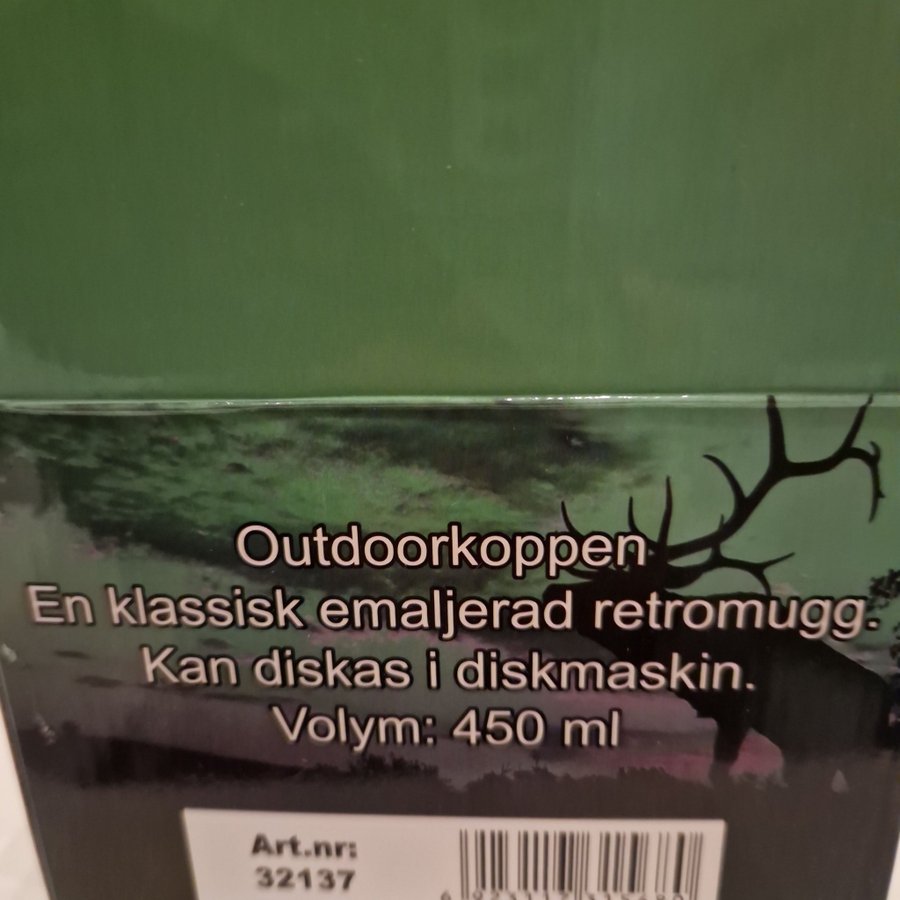 Outdoorkoppen
En klassisk emaljerad retromugg.
Kan diskas i diskmaskin.
Volym: 450 ml
Art.nr:
32137